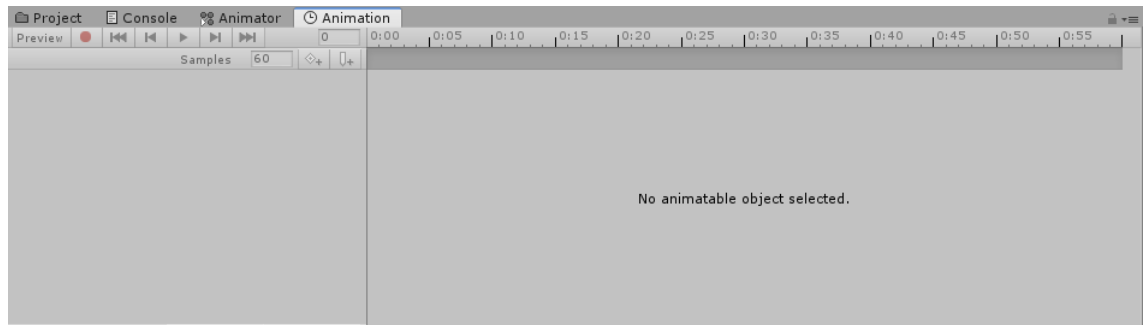 Project Console Animator Animation
Preview 0 0:00 0:05 0:10 0:15 0:20 0:25 0:30 0:35 0:40 0:45 0:50 0:55
Samples 60
No animatable object selected.